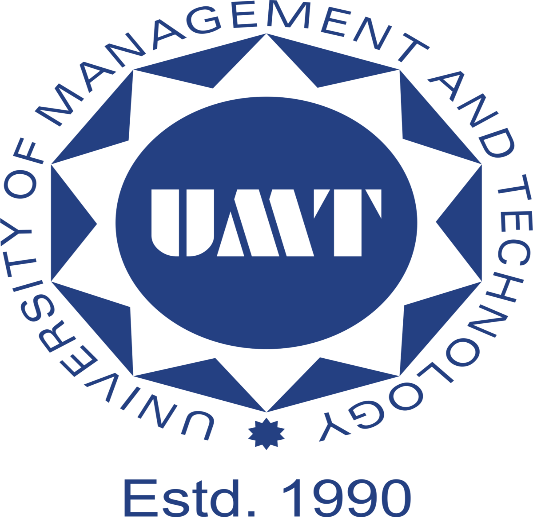 UNIVERSITY OF MANAGEMENT AND TECHNOLOGY
UMT
Estd. 1990